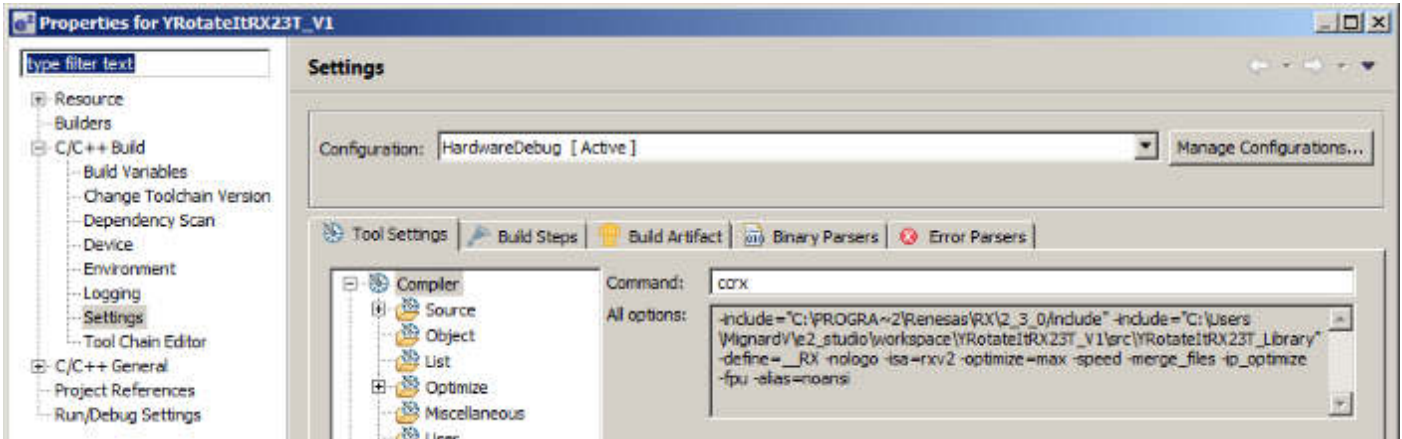 Properties for YRotateItRX23T_V1
type filter text
Resource
Builders
C/C++ Build
Build Variables
Change Toolchain Version
Dependency Scan
Device
Environment
Logging
Settings
Tool Chain Editor
C/C++ General
Project References
Run/Debug Settings
Settings
Configuration: HardwareDebug [ Active ] Manage Configurations...
Tool Settings Build Steps Build Artifact Binary Parsers Error Parsers
Compiler
Source
Object
List
Optimize
Miscellaneous
User
Command: ccrx
All options:
-include="C:\PROGRA~2\Renesas\RX\2_3_0/include" -include="C:\Users
\MignardV\e2_studio\workspace\YRotateItRX23T_V1\src\YRotateItRX23T_Library"
-define=__RX -nologo -isa=rxv2 -optimize=max -speed -merge_files -ip_optimize
-fpu -alias=noansi